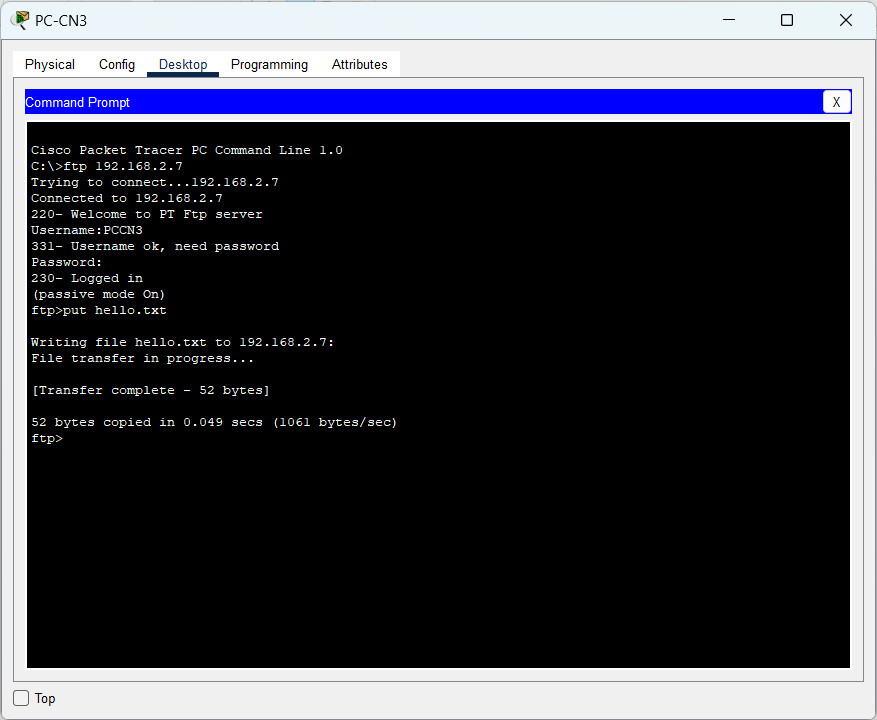 PC-CN3
Physical Config Desktop Programming Attributes
Command Prompt X
Cisco Packet Tracer PC Command Line 1.0
C:\>ftp 192.168.2.7
Trying to connect...192.168.2.7
Connected to 192.168.2.7
220- Welcome to PT Ftp server
Username:PCCN3
331- Username ok, need password
Password:
230- Logged in
(passive mode On)
ftp>put hello.txt
Writing file hello.txt to 192.168.2.7:
File transfer in progress...
[Transfer complete - 52 bytes]
52 bytes copied in 0.049 secs (1061 bytes/sec)
ftp>
Top